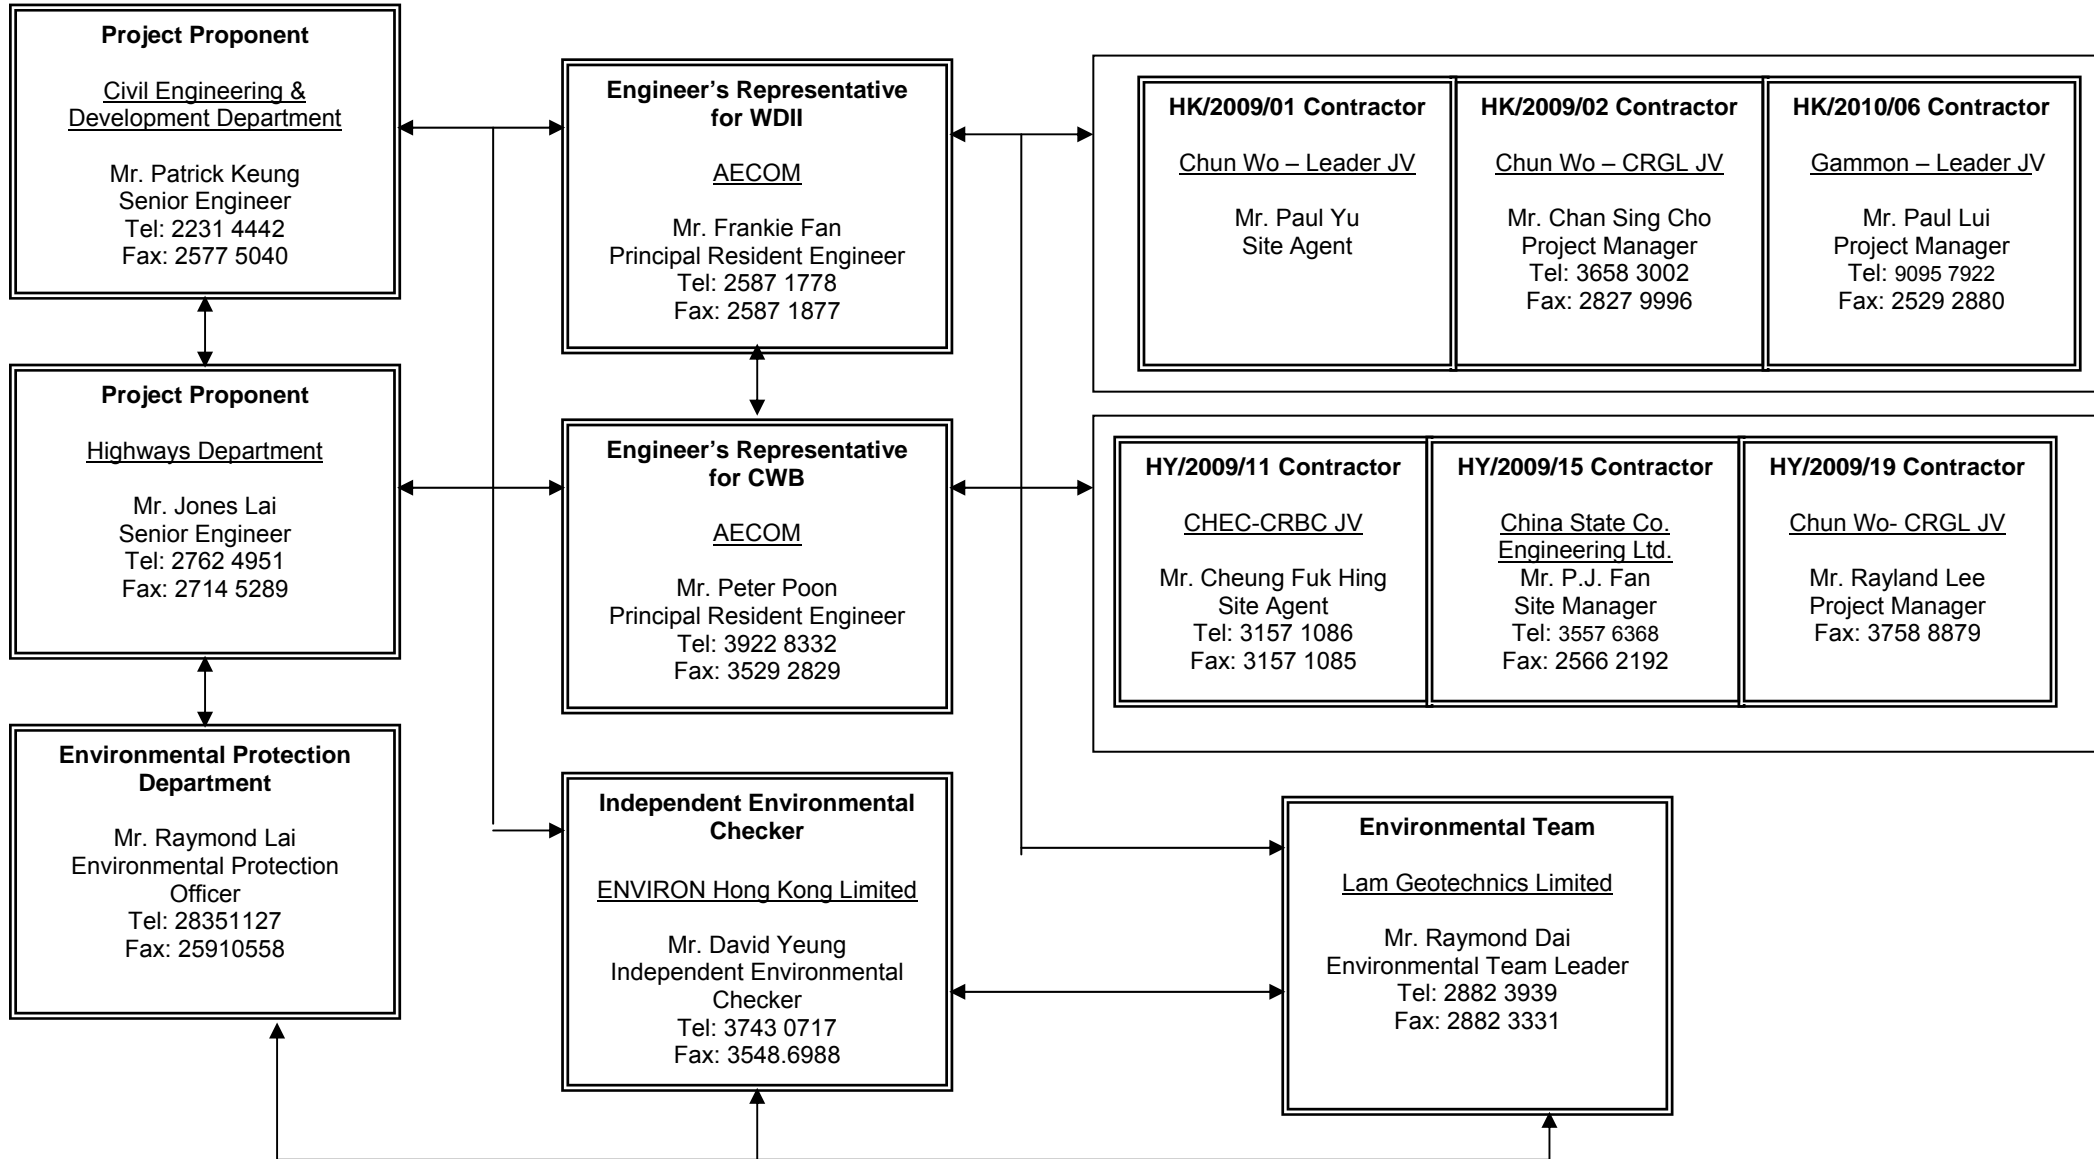 Project Proponent
Civil Engineering &
Development Department
Mr. Patrick Keung
Senior Engineer
Tel: 2231 4442
Fax: 2577 5040
Engineer’s Representative
for WDII
AECOM
Mr. Frankie Fan
Principal Resident Engineer
Tel: 2587 1778
Fax: 2587 1877
HK/2009/01 Contractor
Chun Wo – Leader JV
Mr. Paul Yu
Site Agent
HK/2009/02 Contractor
Chun Wo – CRGL JV
Mr. Chan Sing Cho
Project Manager
Tel: 3658 3002
Fax: 2827 9996
HK/2010/06 Contractor
Gammon – Leader JV
Mr. Paul Lui
Project Manager
Tel: 9095 7922
Fax: 2529 2880
Project Proponent
Highways Department
Mr. Jones Lai
Senior Engineer
Tel: 2762 4951
Fax: 2714 5289
Engineer’s Representative
for CWB
AECOM
Mr. Peter Poon
Principal Resident Engineer
Tel: 3922 8332
Fax: 3529 2829
HY/2009/11 Contractor
CHEC-CRBC JV
Mr. Cheung Fuk Hing
Site Agent
Tel: 3157 1086
Fax: 3157 1085
HY/2009/15 Contractor
China State Co.
Engineering Ltd.
Mr. P.J. Fan
Site Manager
Tel: 3557 6368
Fax: 2566 2192
HY/2009/19 Contractor
Chun Wo- CRGL JV
Mr. Rayland Lee
Project Manager
Fax: 3758 8879
Environmental Protection
Department
Mr. Raymond Lai
Environmental Protection
Officer
Tel: 28351127
Fax: 25910558
Independent Environmental
Checker
ENVIRON Hong Kong Limited
Mr. David Yeung
Independent Environmental
Checker
Tel: 3743 0717
Fax: 3548.6988
Environmental Team
Lam Geotechnics Limited
Mr. Raymond Dai
Environmental Team Leader
Tel: 2882 3939
Fax: 2882 3331